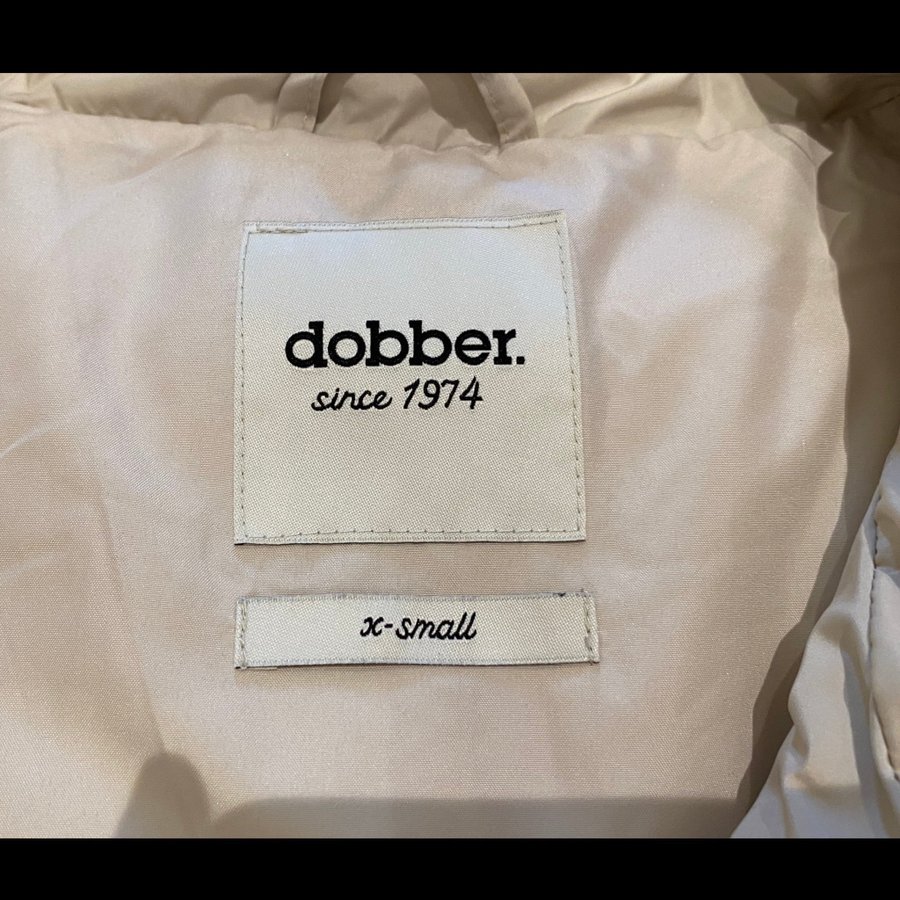 dobber.
since 1974
x-small